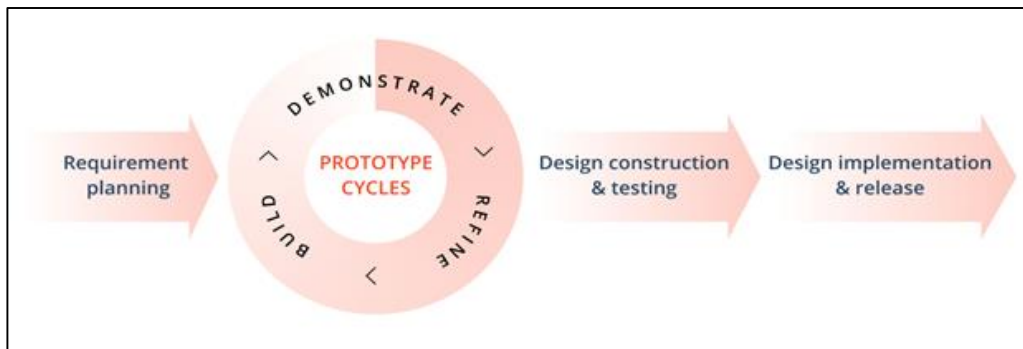 Requirement
planning
DEMONSTRATE
REFINE
BUILD
PROTOTYPE
CYCLES
Design construction
& testing
Design implementation
& release